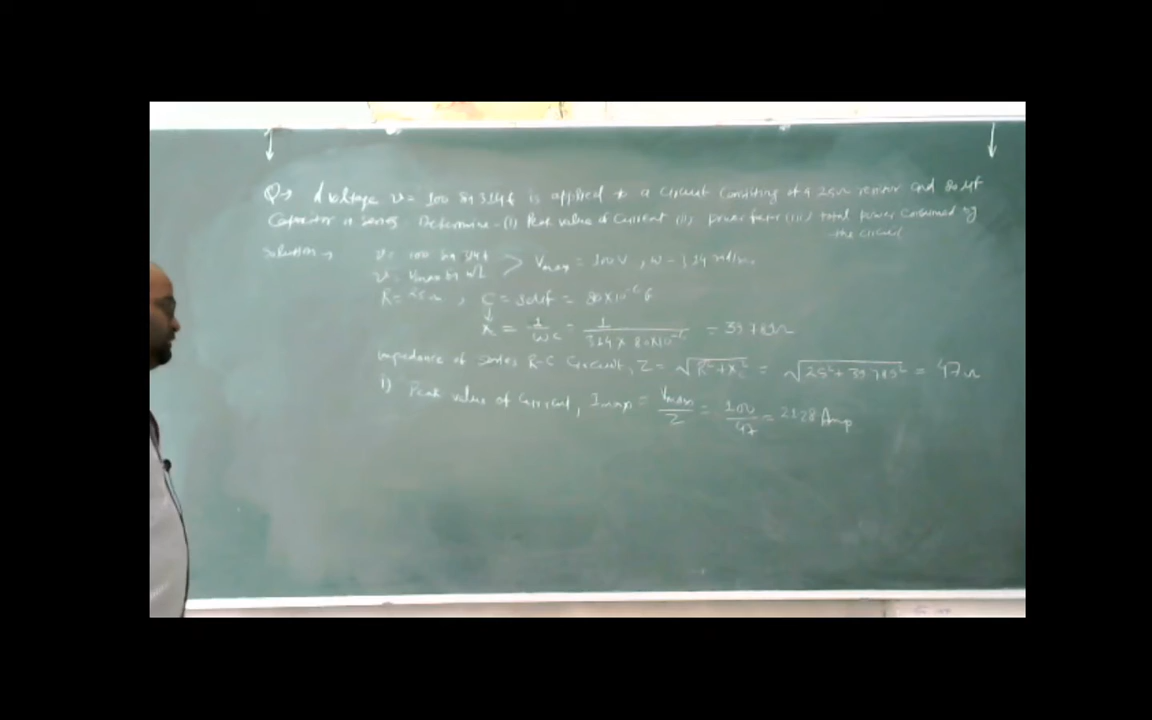 Q→ A voltage v = 100 sin 314t is applied to a circuit consisting of a 25Ω resistor and 80 μf
Capacitor in series. Determine - (i) Peak value of Current (ii) power factor (iii) total power consumed by
the circuit
Solution → v = 100 sin 314t
v = Vmax sin ωt > Vmax = 100V, ω = 314 rad/sec
R = 25Ω, C = 80μf = 80×10⁻⁶ f
X = 1/ωC = 1/(314 × 80×10⁻⁶) = 39.789Ω
impedance of series R-C Circuit, Z = √(R²+Xc²) = √(25²+39.789²) = 47Ω
i) Peak value of Current, Imax = Vmax/Z = 100/47 = 2.128 Amp